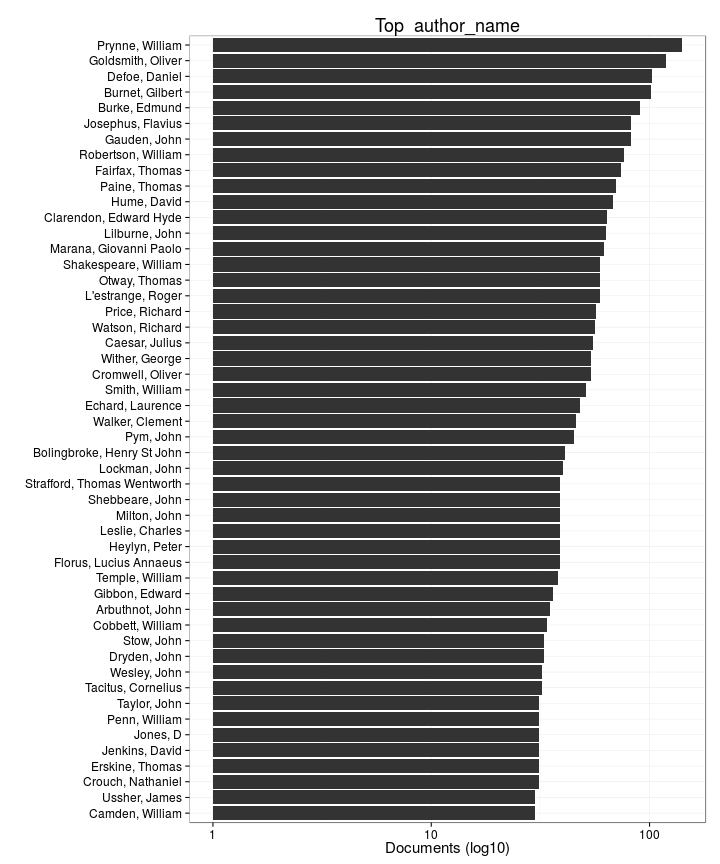 Top author_name
Prynne, William
Goldsmith, Oliver
Defoe, Daniel
Burnet, Gilbert
Burke, Edmund
Josephus, Flavius
Gauden, John
Robertson, William
Fairfax, Thomas
Paine, Thomas
Hume, David
Clarendon, Edward Hyde
Lilburne, John
Marana, Giovanni Paolo
Shakespeare, William
Otway, Thomas
L'estrange, Roger
Price, Richard
Watson, Richard
Caesar, Julius
Wither, George
Cromwell, Oliver
Smith, William
Echard, Laurence
Walker, Clement
Pym, John
Bolingbroke, Henry St John
Lockman, John
Strafford, Thomas Wentworth
Shebbeare, John
Milton, John
Leslie, Charles
Heylyn, Peter
Florus, Lucius Annaeus
Temple, William
Gibbon, Edward
Arbuthnot, John
Cobbett, William
Stow, John
Dryden, John
Wesley, John
Tacitus, Cornelius
Taylor, John
Penn, William
Jones, D
Jenkins, David
Erskine, Thomas
Crouch, Nathaniel
Ussher, James
Camden, William
1 10 100
Documents (log10)